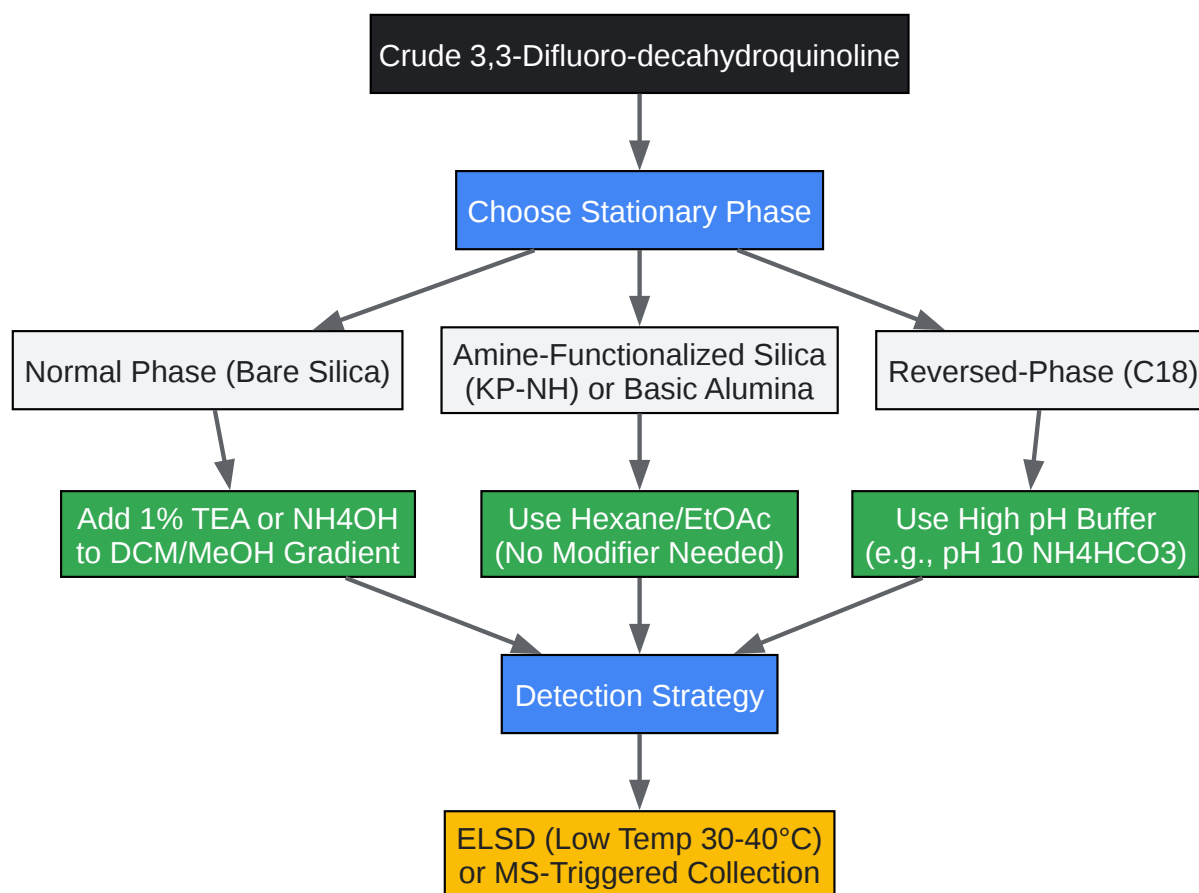 Crude 3,3-Difluoro-decahydroquinoline
Choose Stationary Phase
Normal Phase (Bare Silica)
Amine-Functionalized Silica
(KP-NH) or Basic Alumina
Reversed-Phase (C18)
Add 1% TEA or NH4OH
to DCM/MeOH Gradient
Use Hexane/EtOAc
(No Modifier Needed)
Use High pH Buffer
(e.g., pH 10 NH4HCO3)
Detection Strategy
ELSD (Low Temp 30-40°C)
or MS-Triggered Collection